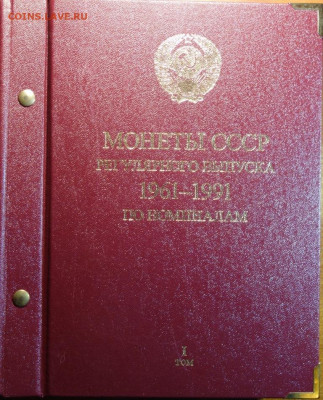 COINS.RAVE.RU
МОНЕТЫ СССР
РЕГУЛЯРНОГО ВЫПУСКА
1961–1991
ПО НОМИНАЛАМ
I
ТОМ